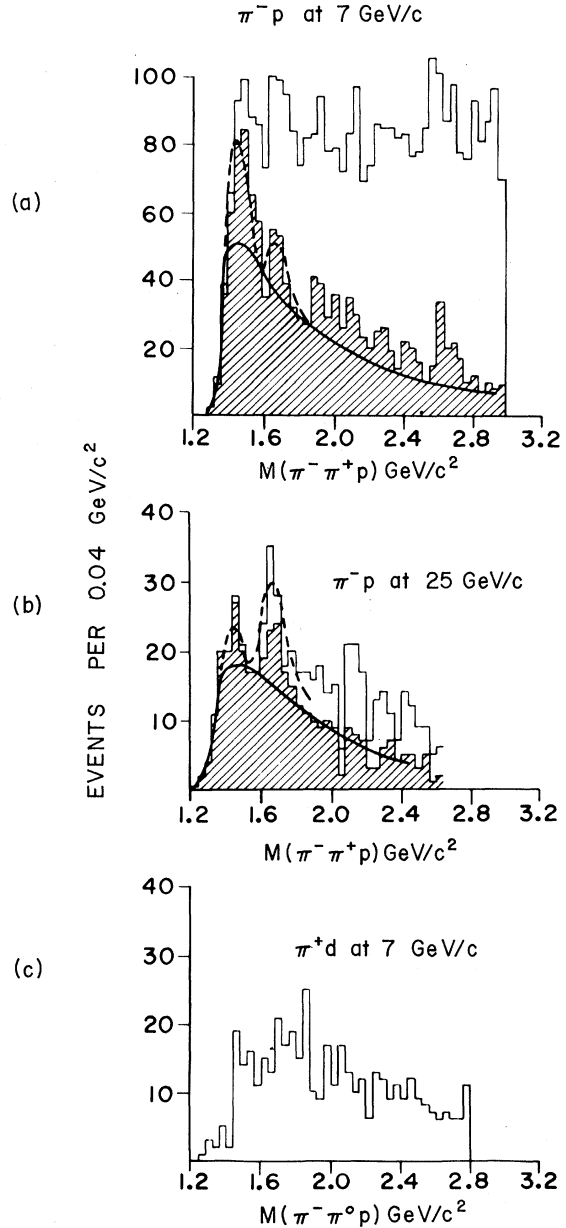 π⁻p at 7 GeV/c
(a)
100
80
60
40
20
1.2 1.6 2.0 2.4 2.8 3.2
M(π⁻π⁺p) GeV/c²
EVENTS PER 0.04 GeV/c²
(b)
π⁻p at 25 GeV/c
40
30
20
10
1.2 1.6 2.0 2.4 2.8 3.2
M(π⁻π⁺p) GeV/c²
(c)
π⁺d at 7 GeV/c
40
30
20
10
1.2 1.6 2.0 2.4 2.8 3.2
M(π⁻π⁰p) GeV/c²